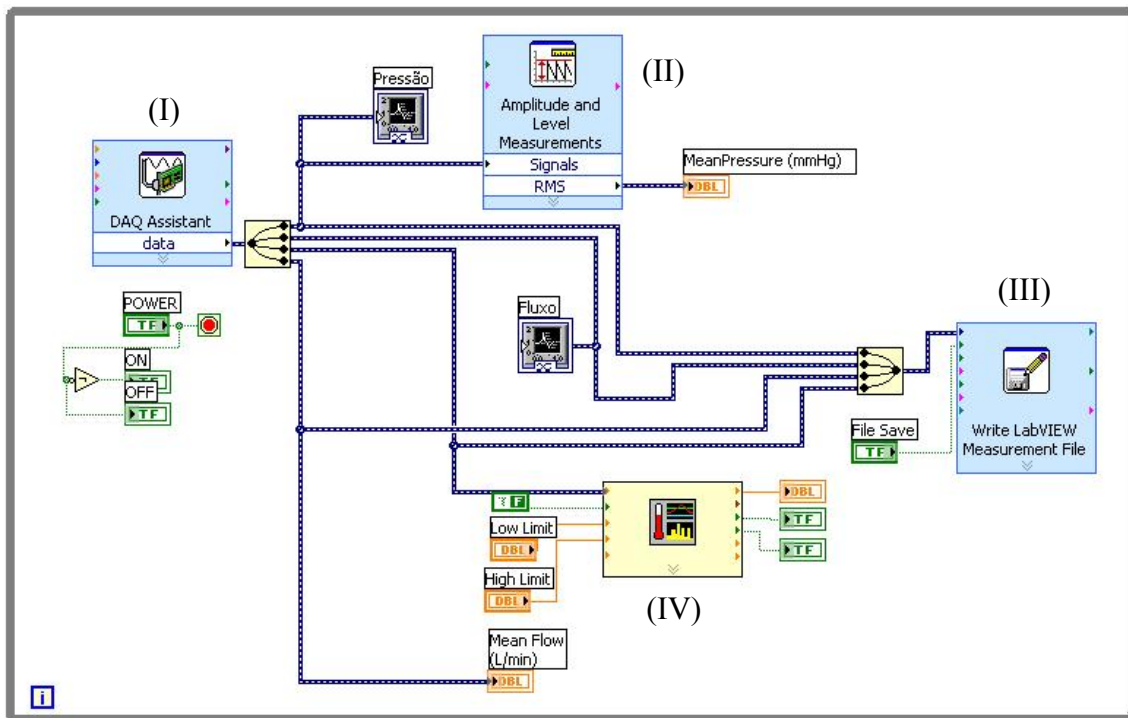 (I)
DAQ Assistant
data
Pressão
(II)
Amplitude and
Level
Measurements
Signals
RMS
MeanPressure (mmHg)
DBL
POWER
TF
ON
TF
OFF
TF
Fluxo
(III)
Write LabVIEW
Measurement File
File Save
TF
F
Low Limit
DBL
High Limit
DBL
DBL
TF
TF
(IV)
Mean Flow
(L/min)
DBL
i